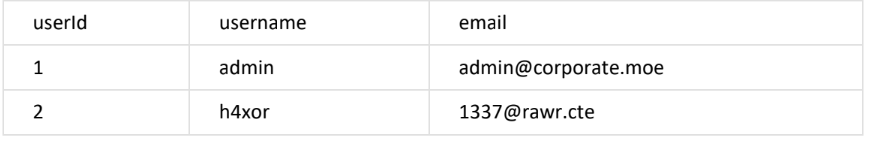 userId username email
1 admin admin@corporate.moe
2 h4xor 1337@rawr.cte